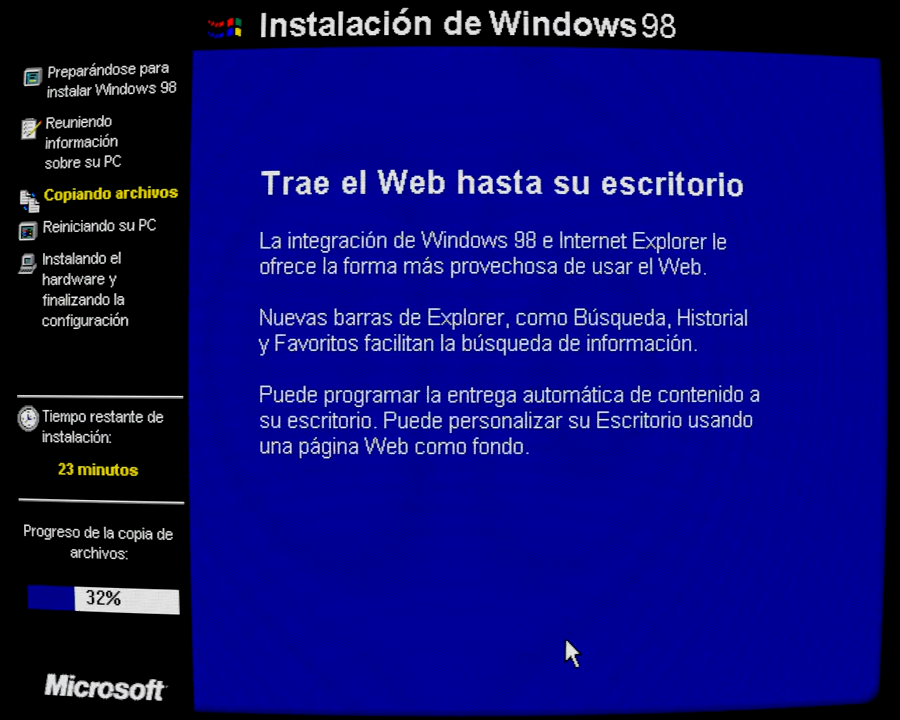 Instalación de Windows 98
Preparándose para
instalar Windows 98
Reuniendo
información
sobre su PC
Copiando archivos
Reiniciando su PC
Instalando el
hardware y
finalizando la
configuración
Tiempo restante de
instalación:
23 minutos
Progreso de la copia de
archivos:
32%
Microsoft
Trae el Web hasta su escritorio
La integración de Windows 98 e Internet Explorer le
ofrece la forma más provechosa de usar el Web.
Nuevas barras de Explorer, como Búsqueda, Historial
y Favoritos facilitan la búsqueda de información.
Puede programar la entrega automática de contenido a
su escritorio. Puede personalizar su Escritorio usando
una página Web como fondo.